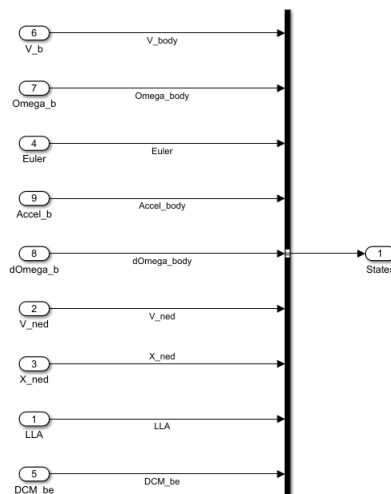 6
V_b
V_body
7
Omega_b
Omega_body
4
Euler
Euler
9
Accel_b
Accel_body
8
dOmega_b
dOmega_body
1
States
2
V_ned
V_ned
3
X_ned
X_ned
1
LLA
LLA
5
DCM_be
DCM_be